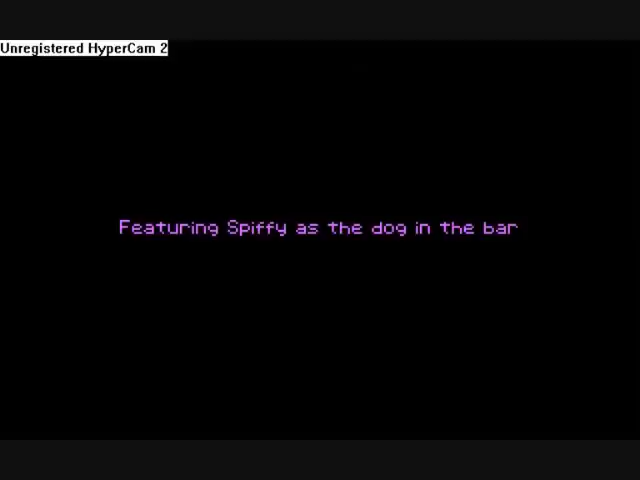 Unregistered HyperCam 2
Featuring Spiffy as the dog in the bar